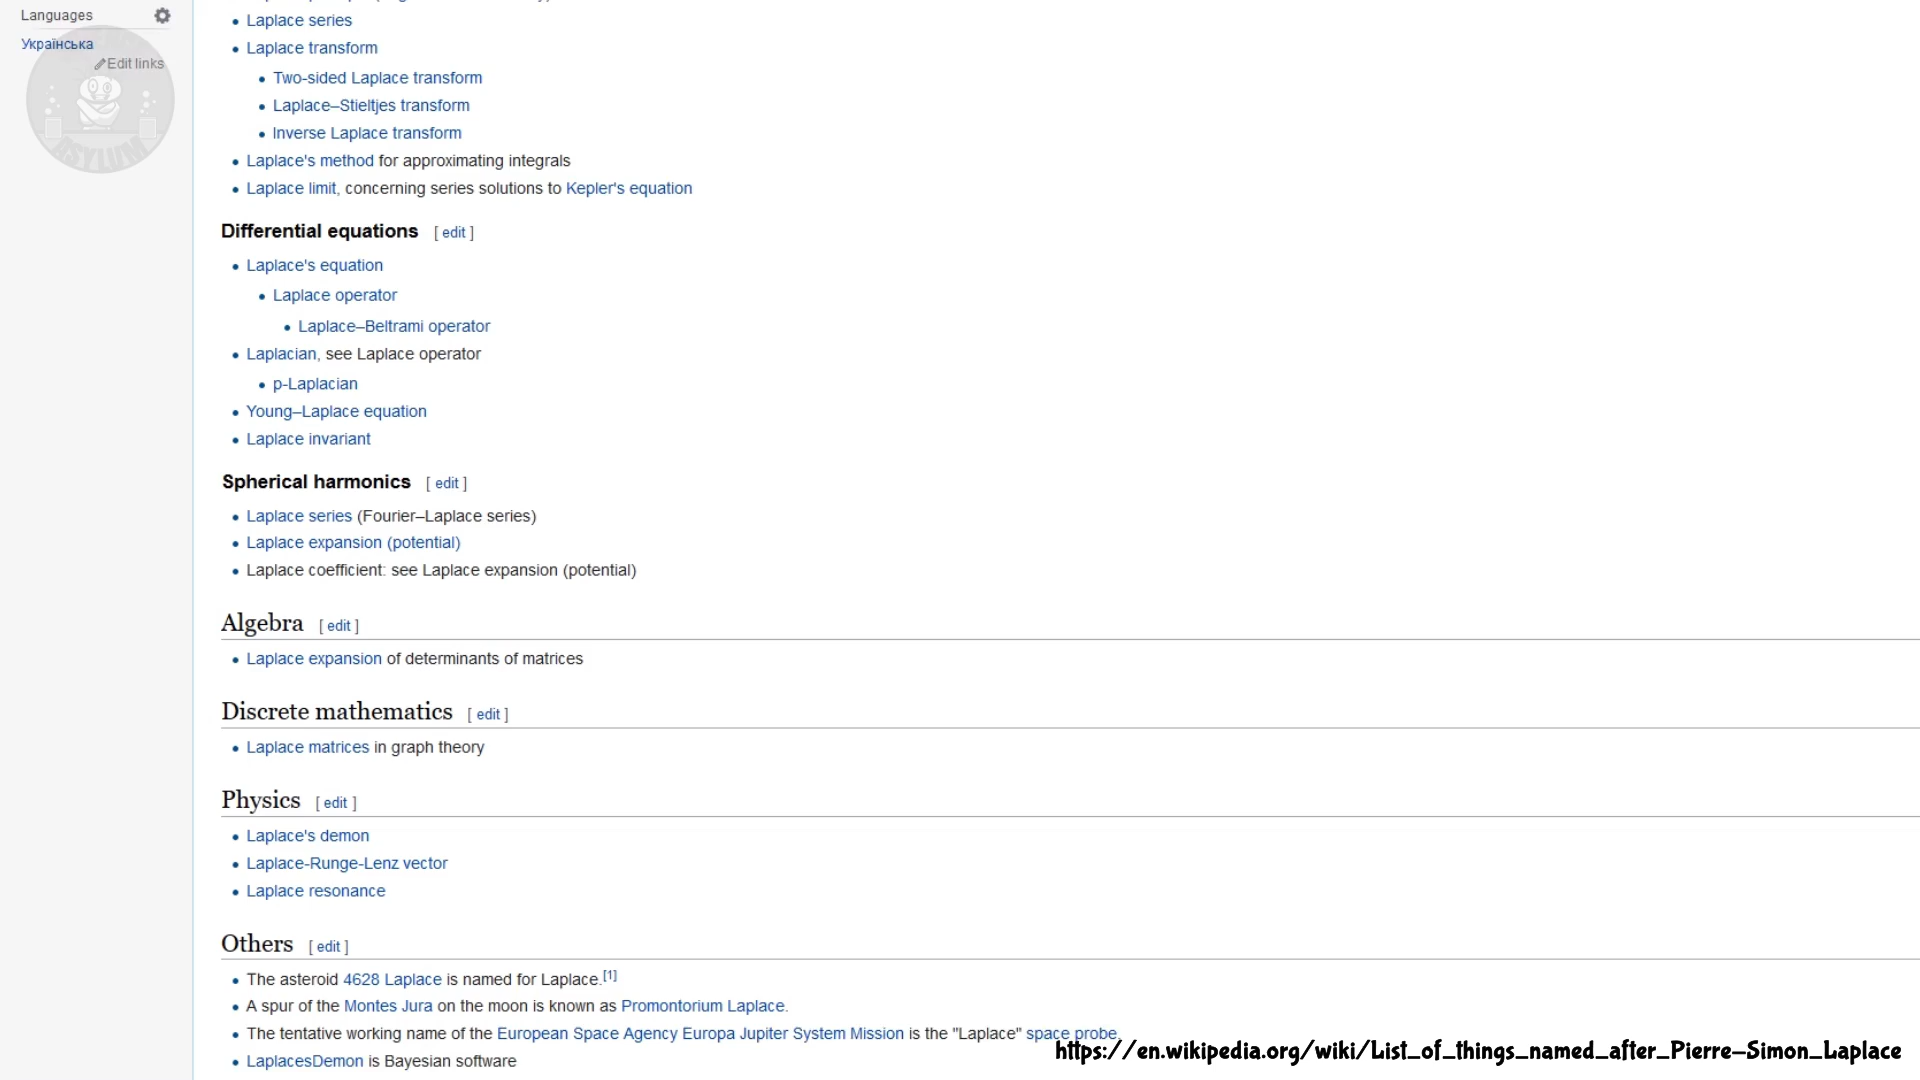 Languages
Українська
Edit links
ASYLUM
Laplace series
Laplace transform
Two-sided Laplace transform
Laplace–Stieltjes transform
Inverse Laplace transform
Laplace's method for approximating integrals
Laplace limit, concerning series solutions to Kepler's equation
Differential equations [ edit ]
Laplace's equation
Laplace operator
Laplace–Beltrami operator
Laplacian, see Laplace operator
p-Laplacian
Young–Laplace equation
Laplace invariant
Spherical harmonics [ edit ]
Laplace series (Fourier–Laplace series)
Laplace expansion (potential)
Laplace coefficient: see Laplace expansion (potential)
Algebra [ edit ]
Laplace expansion of determinants of matrices
Discrete mathematics [ edit ]
Laplace matrices in graph theory
Physics [ edit ]
Laplace's demon
Laplace-Runge-Lenz vector
Laplace resonance
Others [ edit ]
The asteroid 4628 Laplace is named for Laplace.[1]
A spur of the Montes Jura on the moon is known as Promontorium Laplace.
The tentative working name of the European Space Agency Europa Jupiter System Mission is the "Laplace" space probe.
LaplacesDemon is Bayesian software
https://en.wikipedia.org/wiki/List_of_things_named_after_Pierre-Simon_Laplace